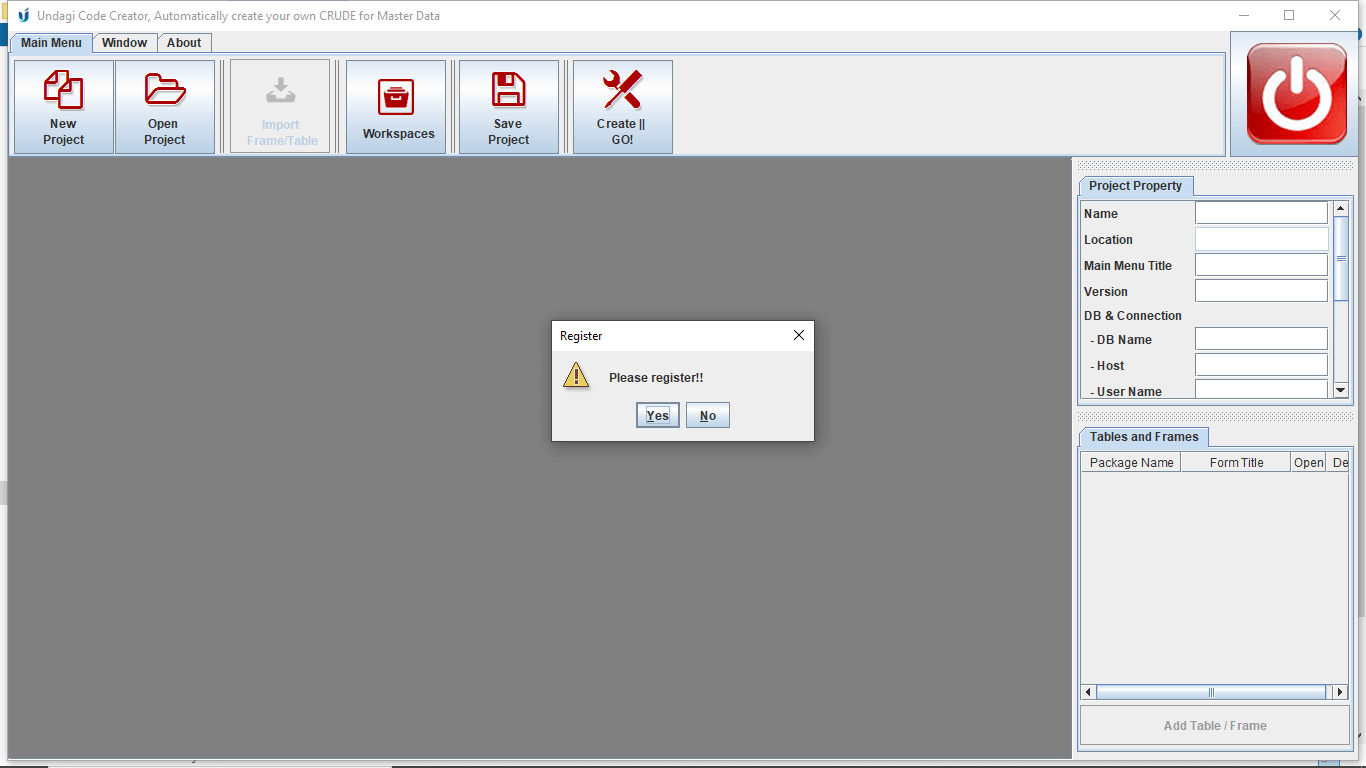 Undagi Code Creator, Automatically create your own CRUDE for Master Data
Main Menu
Window
About
New
Project
Open
Project
Import
Frame/Table
Workspaces
Save
Project
Create ||
GO!
Project Property
Name
Location
Main Menu Title
Version
DB & Connection
- DB Name
- Host
- User Name
Register
Please register!!
Yes
No
Tables and Frames
Package Name
Form Title
Open
De
Add Table / Frame